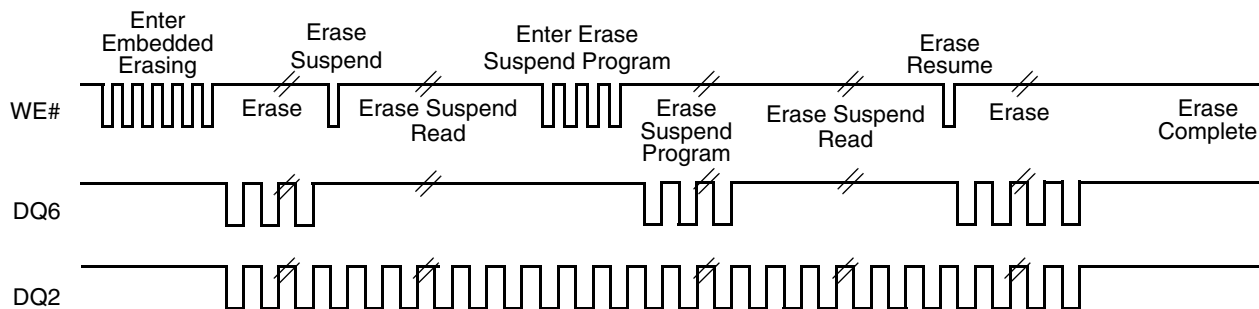 Enter
Embedded
Erasing
Erase
Suspend
Enter Erase
Suspend Program
Erase
Resume
WE#
Erase
Erase Suspend
Read
Erase
Suspend
Program
Erase Suspend
Read
Erase
Erase
Complete
DQ6
DQ2